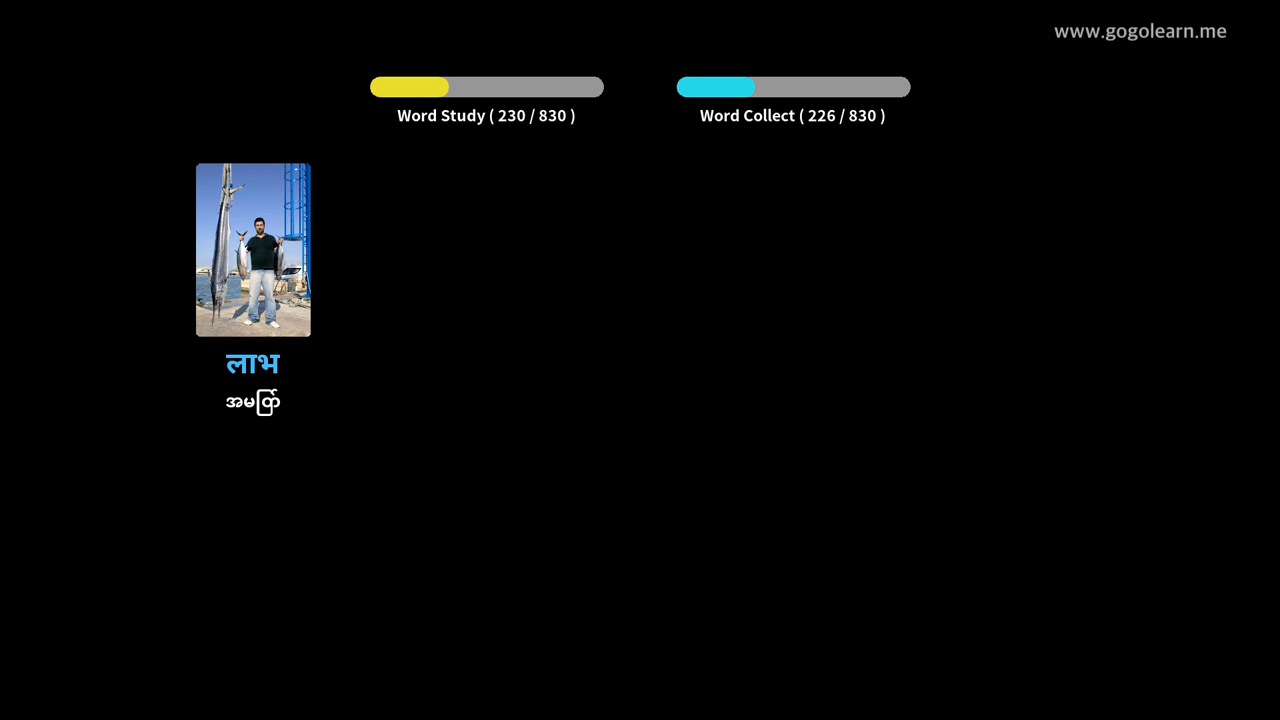 www.gogolearn.me
Word Study ( 230 / 830 )
Word Collect ( 226 / 830 )
लाभ
အမတ်ြ